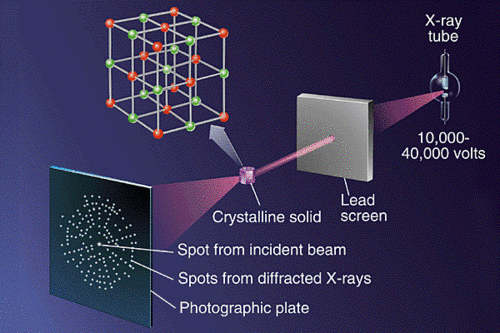 X-ray
tube
10,000-
40,000 volts
Lead
screen
Crystalline solid
Spot from incident beam
Spots from diffracted X-rays
Photographic plate